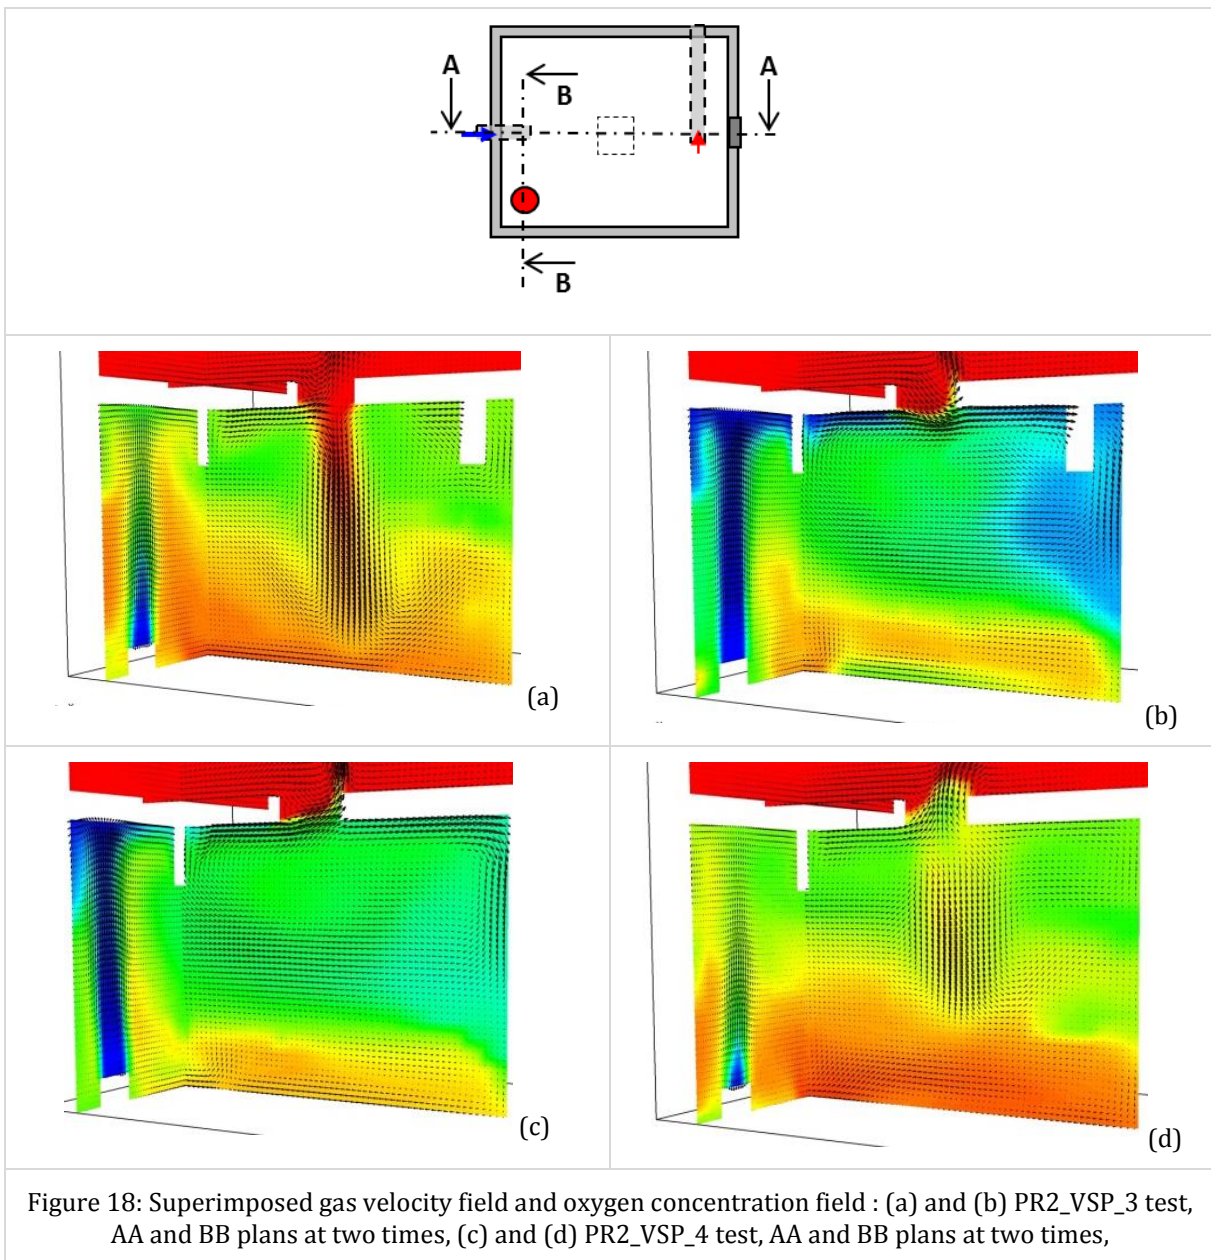 A
A
B
B
(a)
(b)
(c)
(d)
Figure 18: Superimposed gas velocity field and oxygen concentration field : (a) and (b) PR2_VSP_3 test,
AA and BB plans at two times, (c) and (d) PR2_VSP_4 test, AA and BB plans at two times,